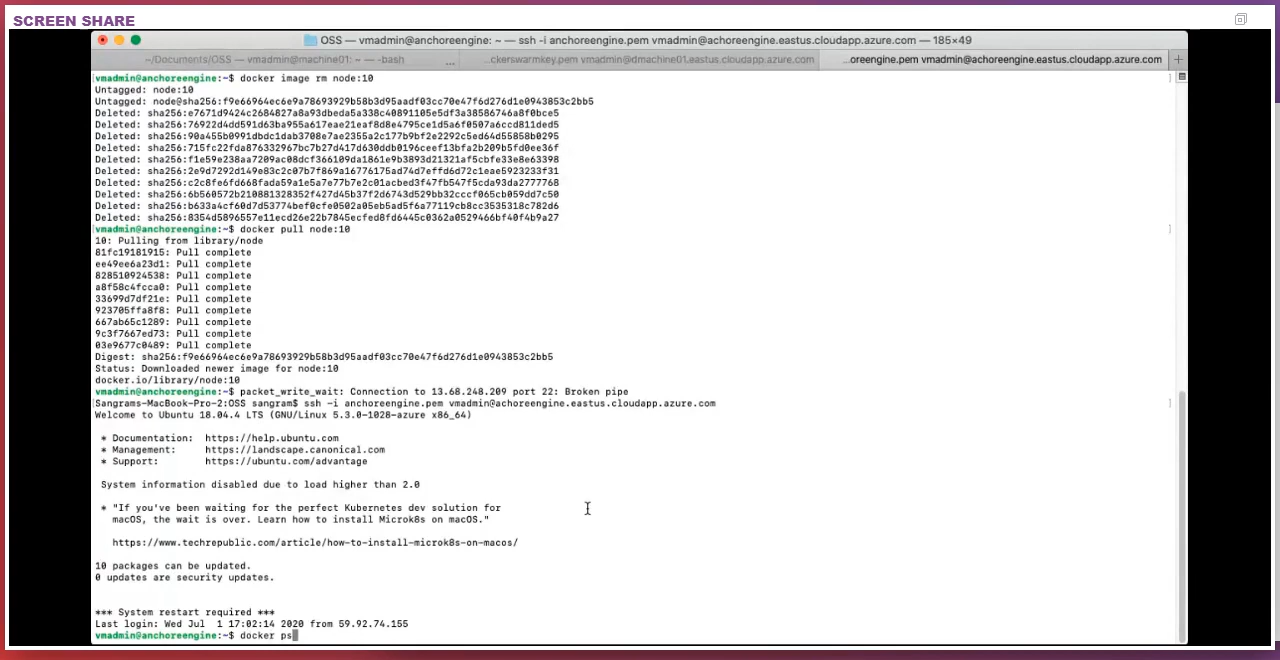 SCREEN SHARE
OSS — vmadmin@anchoreengine: ~ — ssh -i anchoreengine.pem vmadmin@achoreengine.eastus.cloudapp.azure.com — 185×49
~/Documents/OSS — vmadmin@machine01: ~ — -bash ... ...ckerswarmkey.pem vmadmin@dmachine01.eastus.cloudapp.azure.com ...oreengine.pem vmadmin@achoreengine.eastus.cloudapp.azure.com +
vmadmin@anchoreengine:~$ docker image rm node:10
Untagged: node:10
Untagged: node@sha256:f9e66964ec6e9a78693929b58b3d95aadf03cc70e47f6d276d1e0943853c2bb5
Deleted: sha256:e7671d9424c2684827a8a93dbeda5a338c40891105e5df3a38586746a8f0bce5
Deleted: sha256:76922d4dd591d63ba955a617eae21eaf8d8e4795ce1d5a6f0507a6ccd811ded5
Deleted: sha256:90a455b0991dbdc1dab3708e7ae2355a2c177b9bf2e2292c5ed64d55858b0295
Deleted: sha256:715fc22fda876332967bc7b27d417d630ddb0196ceef13bfa2b209b5fd0ee36f
Deleted: sha256:f1e59e238aa7209ac08dcf366109da1861e9b3893d21321af5cbfe33e8e63398
Deleted: sha256:2e9d7292d149e83c2c07b7f869a16776175ad74d7effd6d72c1eae5923233f31
Deleted: sha256:c2c8fe6fd668fada59a1e5a7e77b7e2c01acbed3f47fb547f5cda93da2777768
Deleted: sha256:6b560572b210881328352f427d45b37f2d6743d529bb32cccf065cb059dd7c50
Deleted: sha256:b633a4cf60d7d53774bef0cfe0502a05eb5ad5f6a77119cb8cc3535318c782d6
Deleted: sha256:8354d5896557e11ecd26e22b7845ecfed8fd6445c0362a0529466bf40f4b9a27
vmadmin@anchoreengine:~$ docker pull node:10
10: Pulling from library/node
81fc19181915: Pull complete
ee49ee6a23d1: Pull complete
828510924538: Pull complete
a8f58c4fcca0: Pull complete
33699d7df21e: Pull complete
923705ffa8f8: Pull complete
667ab65c1289: Pull complete
9c3f7667ed73: Pull complete
03e9677c0489: Pull complete
Digest: sha256:f9e66964ec6e9a78693929b58b3d95aadf03cc70e47f6d276d1e0943853c2bb5
Status: Downloaded newer image for node:10
docker.io/library/node:10
vmadmin@anchoreengine:~$ packet_write_wait: Connection to 13.68.248.209 port 22: Broken pipe
Sangrams-MacBook-Pro-2:OSS sangram$ ssh -i anchoreengine.pem vmadmin@achoreengine.eastus.cloudapp.azure.com
Welcome to Ubuntu 18.04.4 LTS (GNU/Linux 5.3.0-1028-azure x86_64)
* Documentation: https://help.ubuntu.com
* Management: https://landscape.canonical.com
* Support: https://ubuntu.com/advantage
System information disabled due to load higher than 2.0
* "If you've been waiting for the perfect Kubernetes dev solution for
macOS, the wait is over. Learn how to install Microk8s on macOS."
https://www.techrepublic.com/article/how-to-install-microk8s-on-macos/
10 packages can be updated.
0 updates are security updates.
*** System restart required ***
Last login: Wed Jul  1 17:02:14 2020 from 59.92.74.155
vmadmin@anchoreengine:~$ docker ps